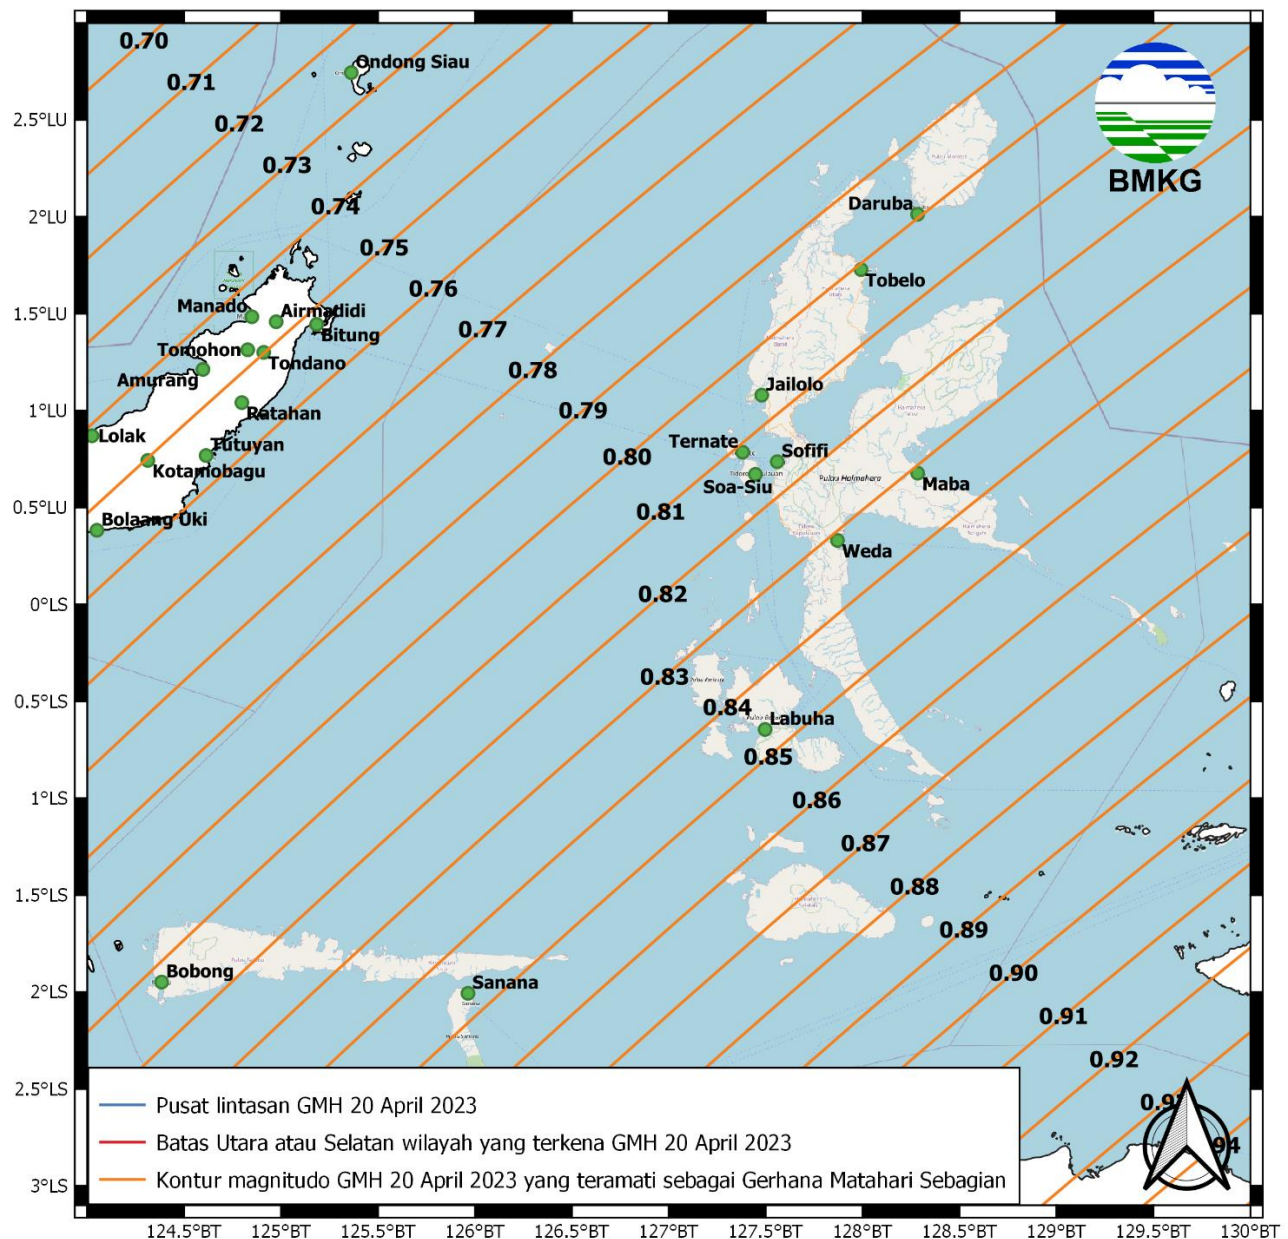 0.70
Ondong Siau
0.71
BMKG
2.5°LU
0.72
0.73
Daruba
2°LU
0.74
0.75
Tobelo
0.76
Manado
Airmadidi
1.5°LU
Bitung
0.77
Tomohon
Tondano
0.78
Amurang
Jailolo
1°LU
Ratahan
0.79
Lolak
Tutuyan
Ternate
Sofifi
0.80
Kotamobagu
Soa-Siu
Pulau Halmahera
Maba
0.5°LU
0.81
Bolaang Uki
Weda
0°LS
0.82
0.83
0.5°LS
0.84
Labuha
0.85
1°LS
0.86
0.87
1.5°LS
0.88
0.89
Bobong
0.90
2°LS
Sanana
0.91
0.92
2.5°LS
Pusat lintasan GMH 20 April 2023
Batas Utara atau Selatan wilayah yang terkena GMH 20 April 2023
Kontur magnitudo GMH 20 April 2023 yang teramati sebagai Gerhana Matahari Sebagian
3°LS
124.5°BT
125°BT
125.5°BT
126°BT
126.5°BT
127°BT
127.5°BT
128°BT
128.5°BT
129°BT
129.5°BT
130°BT